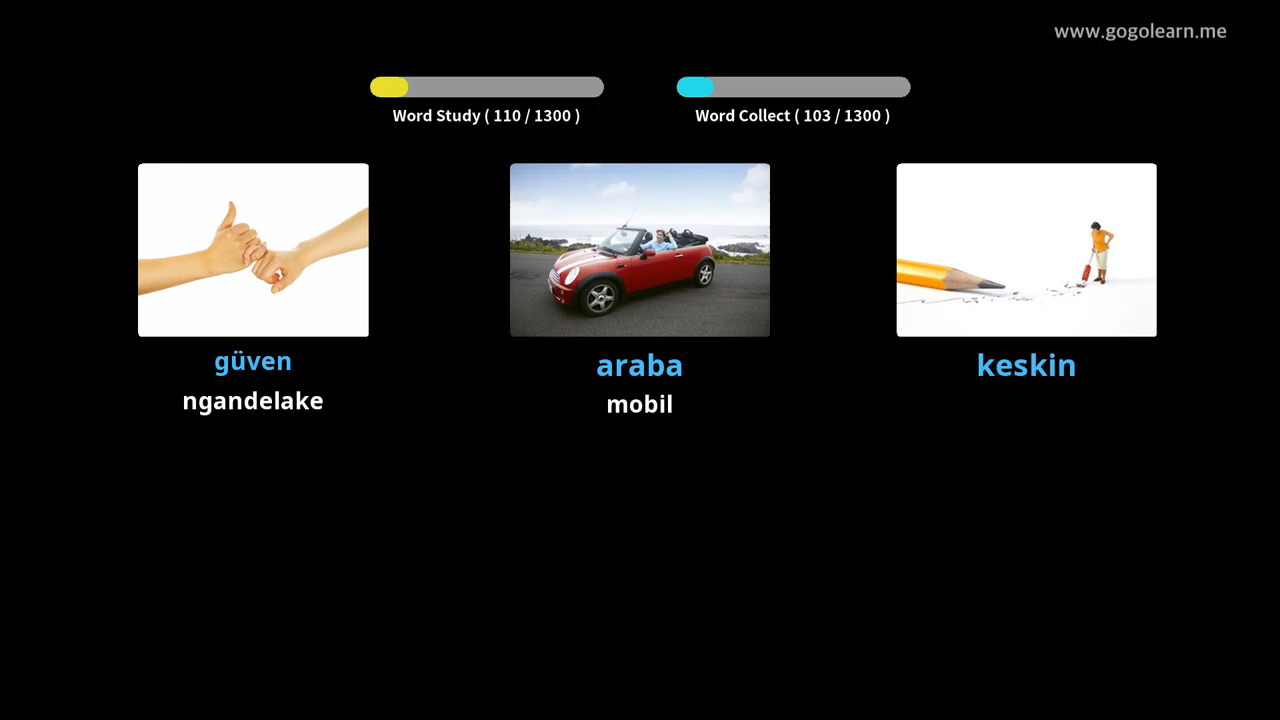 www.gogolearn.me
Word Study ( 110 / 1300 )
Word Collect ( 103 / 1300 )
güven
araba
keskin
ngandelake
mobil